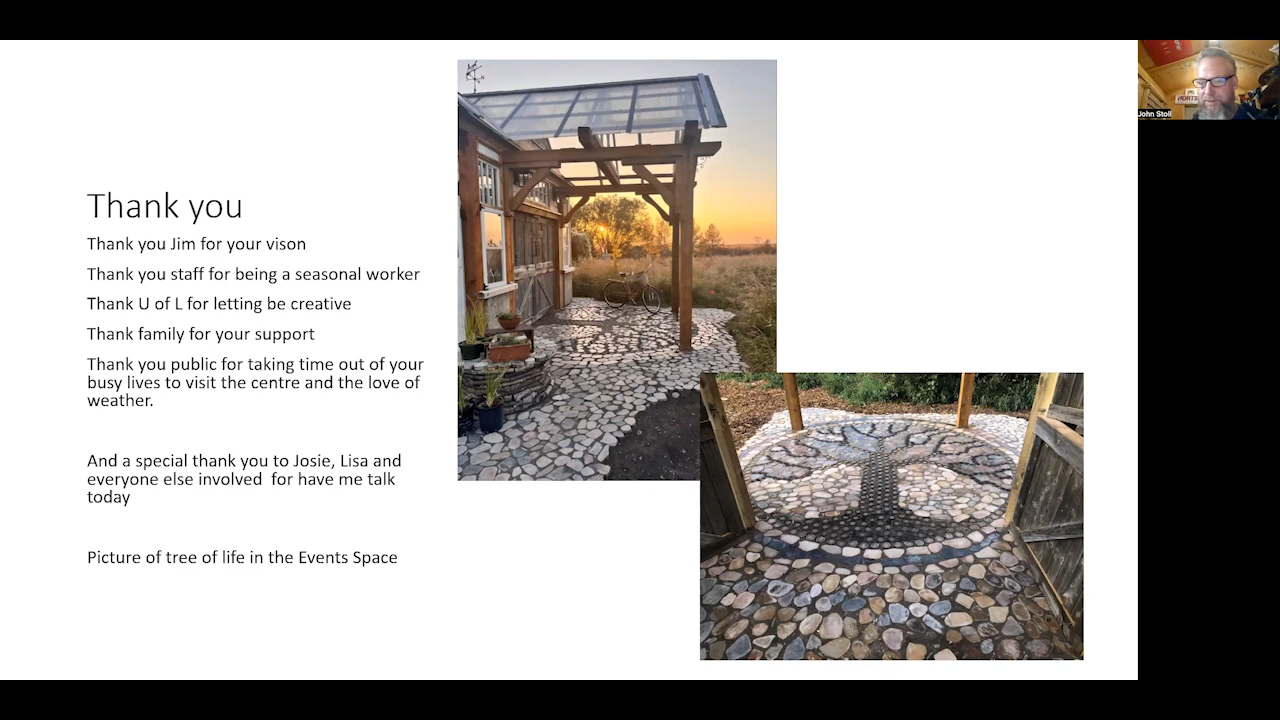 Thank you
Thank you Jim for your vison
Thank you staff for being a seasonal worker
Thank U of L for letting be creative
Thank family for your support
Thank you public for taking time out of your
busy lives to visit the centre and the love of
weather.
And a special thank you to Josie, Lisa and
everyone else involved  for have me talk
today
Picture of tree of life in the Events Space
John Stoll